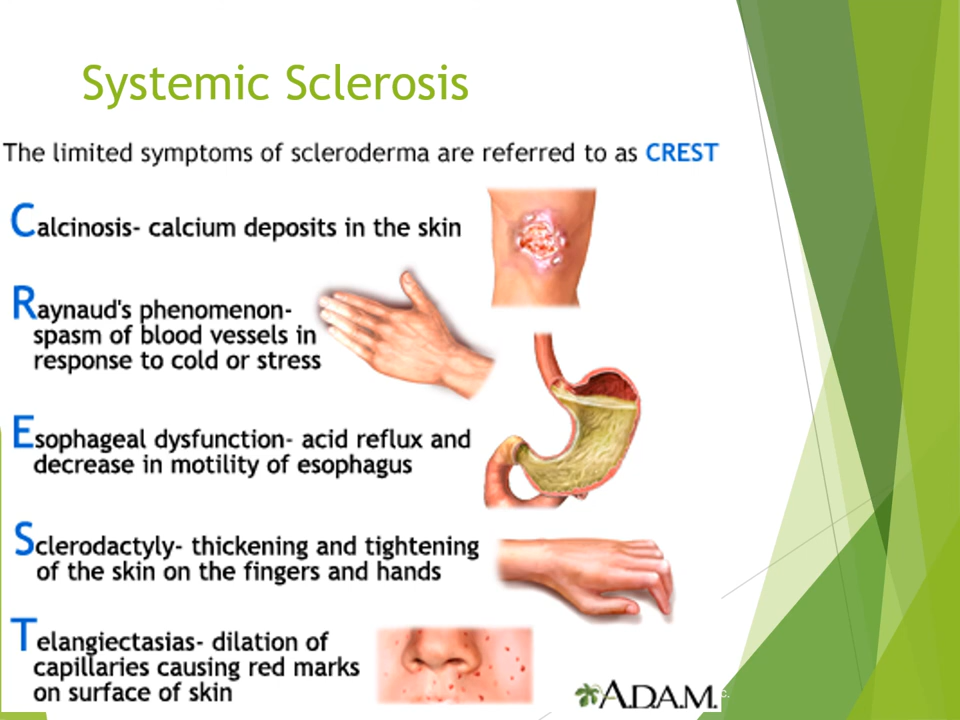 Systemic Sclerosis
The limited symptoms of scleroderma are referred to as CREST
Calcinosis- calcium deposits in the skin
Raynaud's phenomenon-
spasm of blood vessels in
response to cold or stress
Esophageal dysfunction- acid reflux and
decrease in motility of esophagus
Sclerodactyly- thickening and tightening
of the skin on the fingers and hands
Telangiectasias- dilation of
capillaries causing red marks
on surface of skin
A.D.A.M.